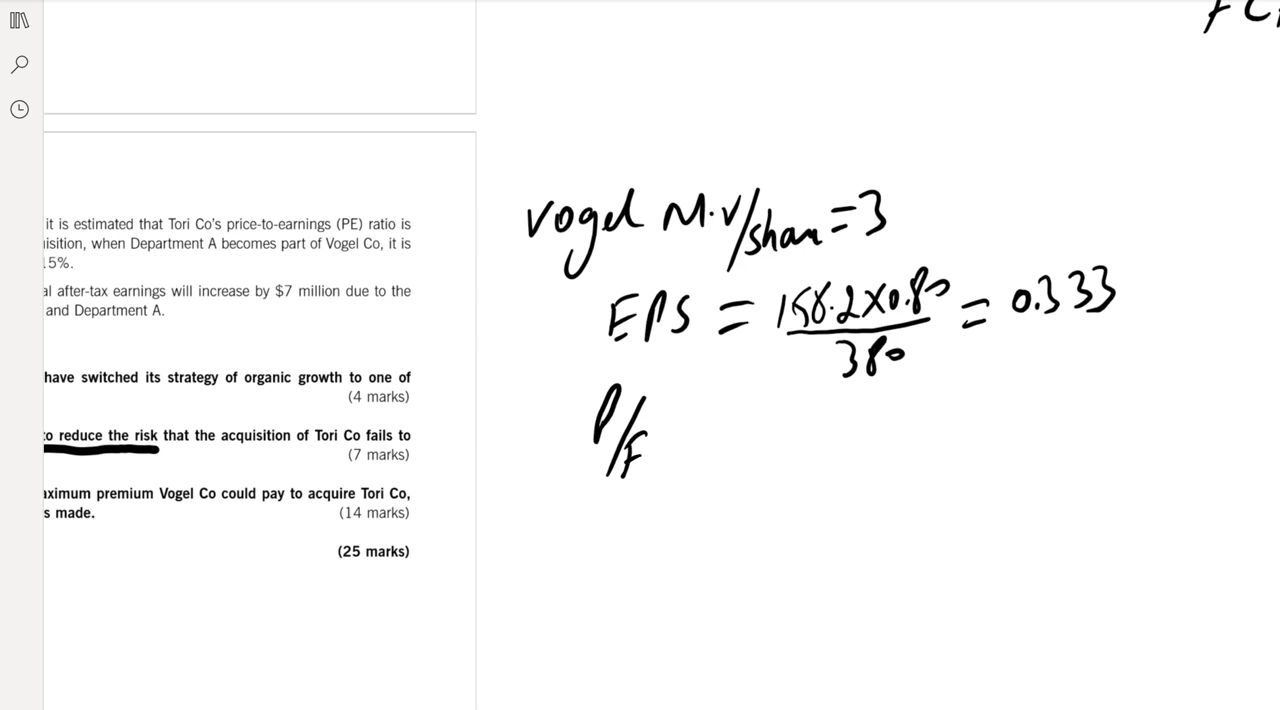 it is estimated that Tori Co's price-to-earnings (PE) ratio is
isition, when Department A becomes part of Vogel Co, it is
15%.
al after-tax earnings will increase by $7 million due to the
and Department A.
have switched its strategy of organic growth to one of
(4 marks)
to reduce the risk that the acquisition of Tori Co fails to
(7 marks)
aximum premium Vogel Co could pay to acquire Tori Co,
s made. (14 marks)
(25 marks)
Vogel M.V/share = 3
EPS = 158.2 x 0.80 / 380 = 0.333
P/E